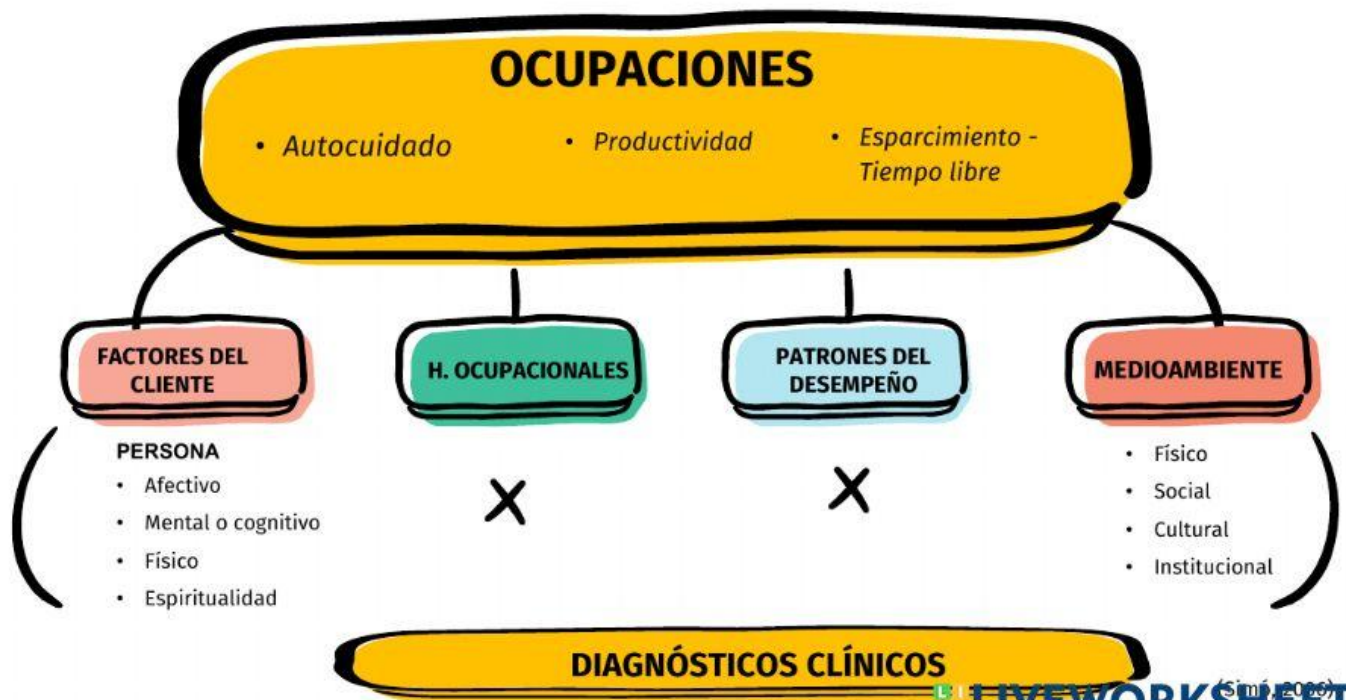 OCUPACIONES
• Autocuidado
• Productividad
• Esparcimiento -
Tiempo libre
FACTORES DEL
CLIENTE
H. OCUPACIONALES
PATRONES DEL
DESEMPEÑO
MEDIOAMBIENTE
PERSONA
• Afectivo
• Mental o cognitivo
• Físico
• Espiritualidad
X
X
• Físico
• Social
• Cultural
• Institucional
DIAGNÓSTICOS CLÍNICOS